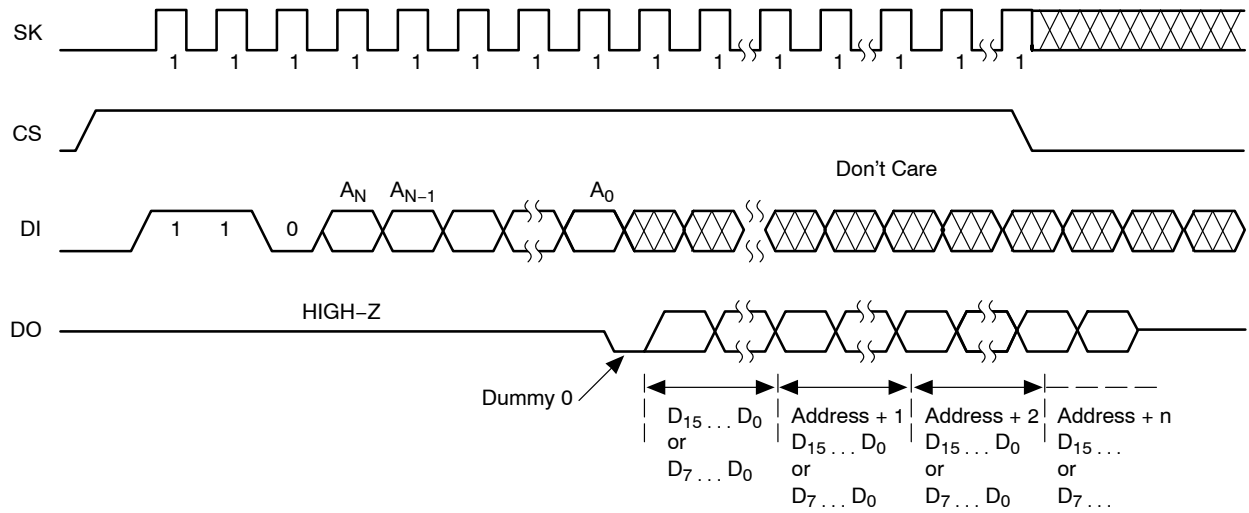 SK
1 1 1 1 1 1 1 1 1 1 1 1 1 1 1
CS
Don't Care
A_N A_N−1 A_0
DI
1 1 0
HIGH−Z
DO
Dummy 0
D_15 . . . D_0
or
D_7 . . . D_0
Address + 1
D_15 . . . D_0
or
D_7 . . . D_0
Address + 2
D_15 . . . D_0
or
D_7 . . . D_0
Address + n
D_15 . . .
or
D_7 . . .